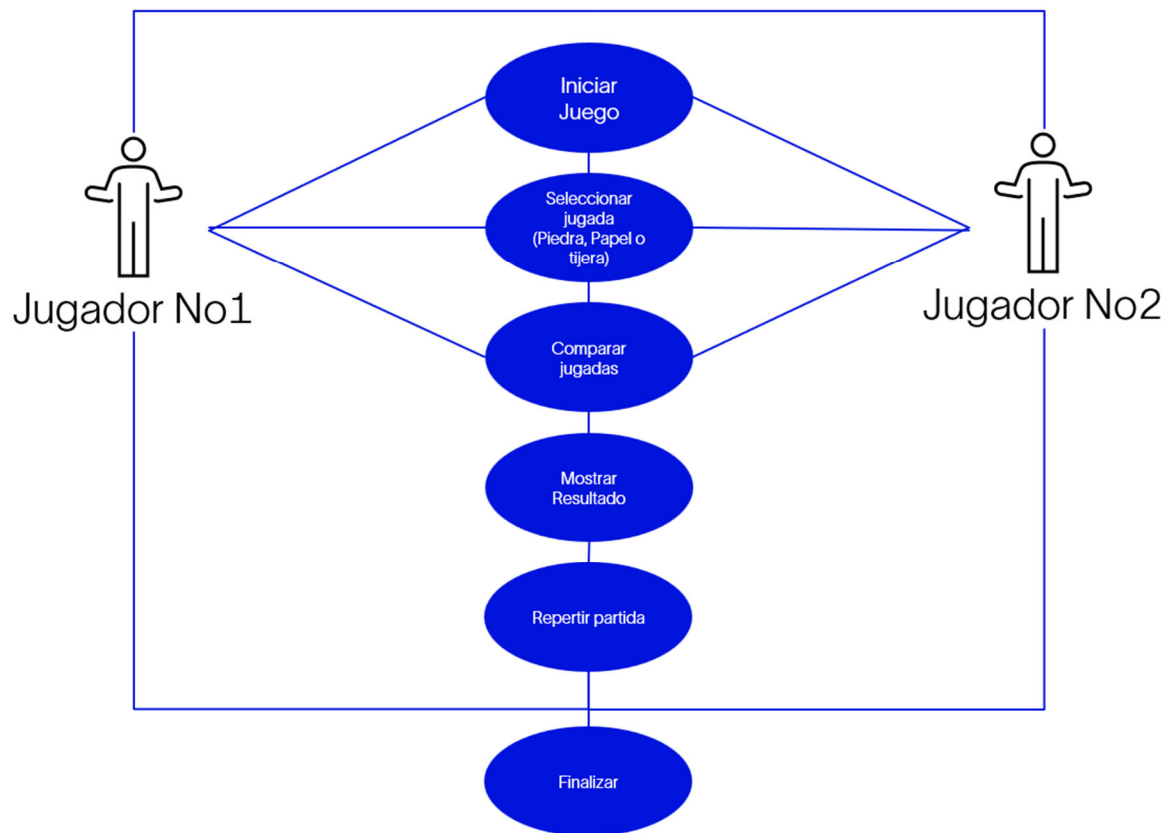 Iniciar
Juego
Seleccionar
jugada
(Piedra, Papel o
tijera)
Jugador No1
Jugador No2
Comparar
jugadas
Mostrar
Resultado
Repertir partida
Finalizar